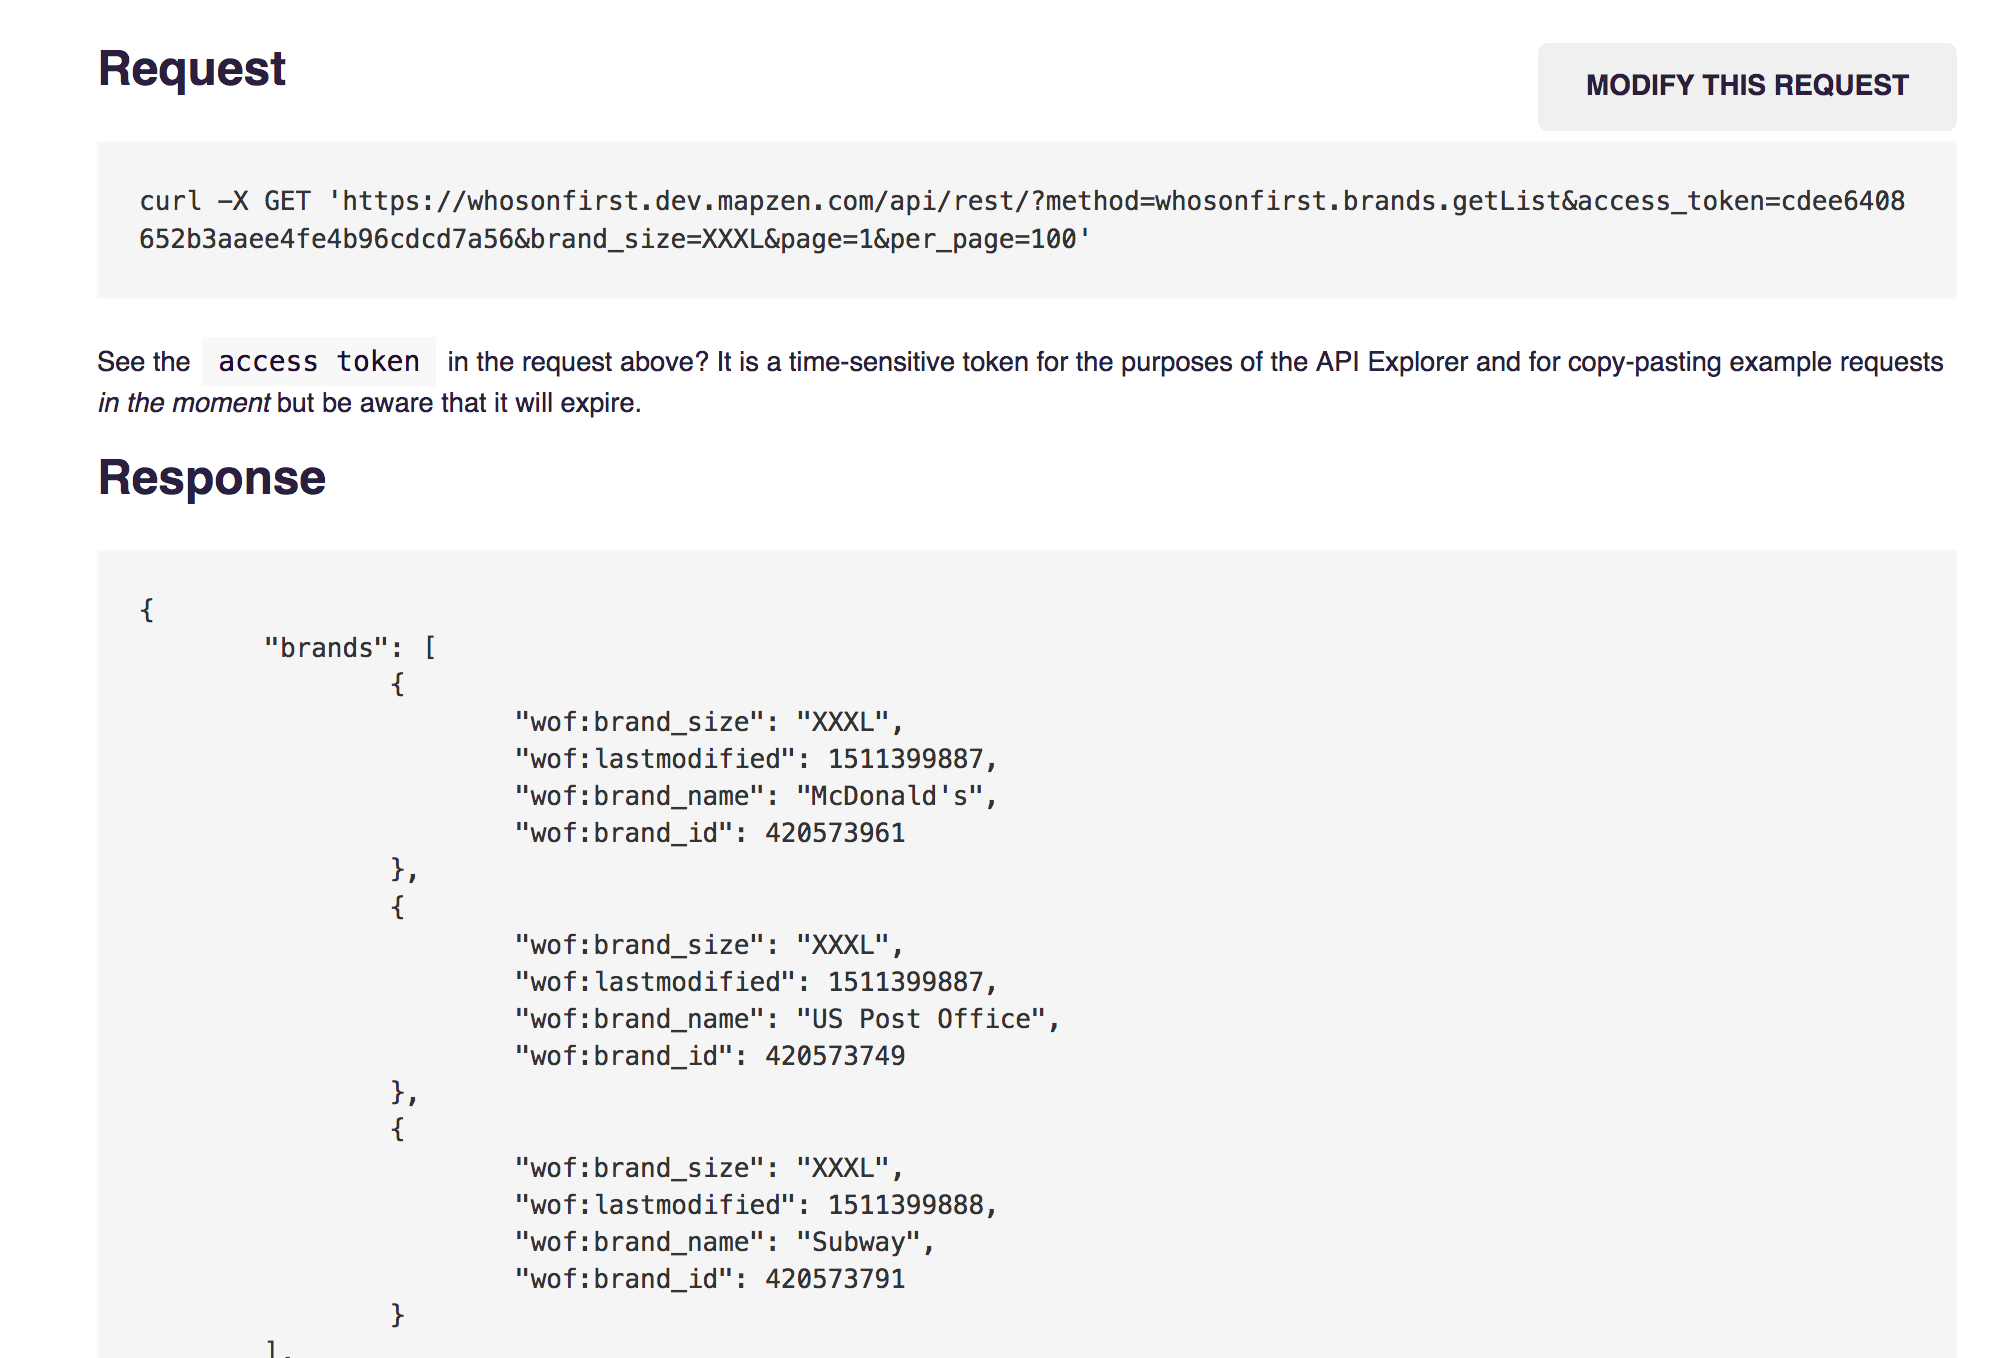 Request
MODIFY THIS REQUEST
curl -X GET 'https://whosonfirst.dev.mapzen.com/api/rest/?method=whosonfirst.brands.getList&access_token=cdee6408
652b3aaee4fe4b96cdcd7a56&brand_size=XXXL&page=1&per_page=100'
See the access token in the request above? It is a time-sensitive token for the purposes of the API Explorer and for copy-pasting example requests
in the moment but be aware that it will expire.
Response
{
"brands": [
{
"wof:brand_size": "XXXL",
"wof:lastmodified": 1511399887,
"wof:brand_name": "McDonald's",
"wof:brand_id": 420573961
},
{
"wof:brand_size": "XXXL",
"wof:lastmodified": 1511399887,
"wof:brand_name": "US Post Office",
"wof:brand_id": 420573749
},
{
"wof:brand_size": "XXXL",
"wof:lastmodified": 1511399888,
"wof:brand_name": "Subway",
"wof:brand_id": 420573791
}
],